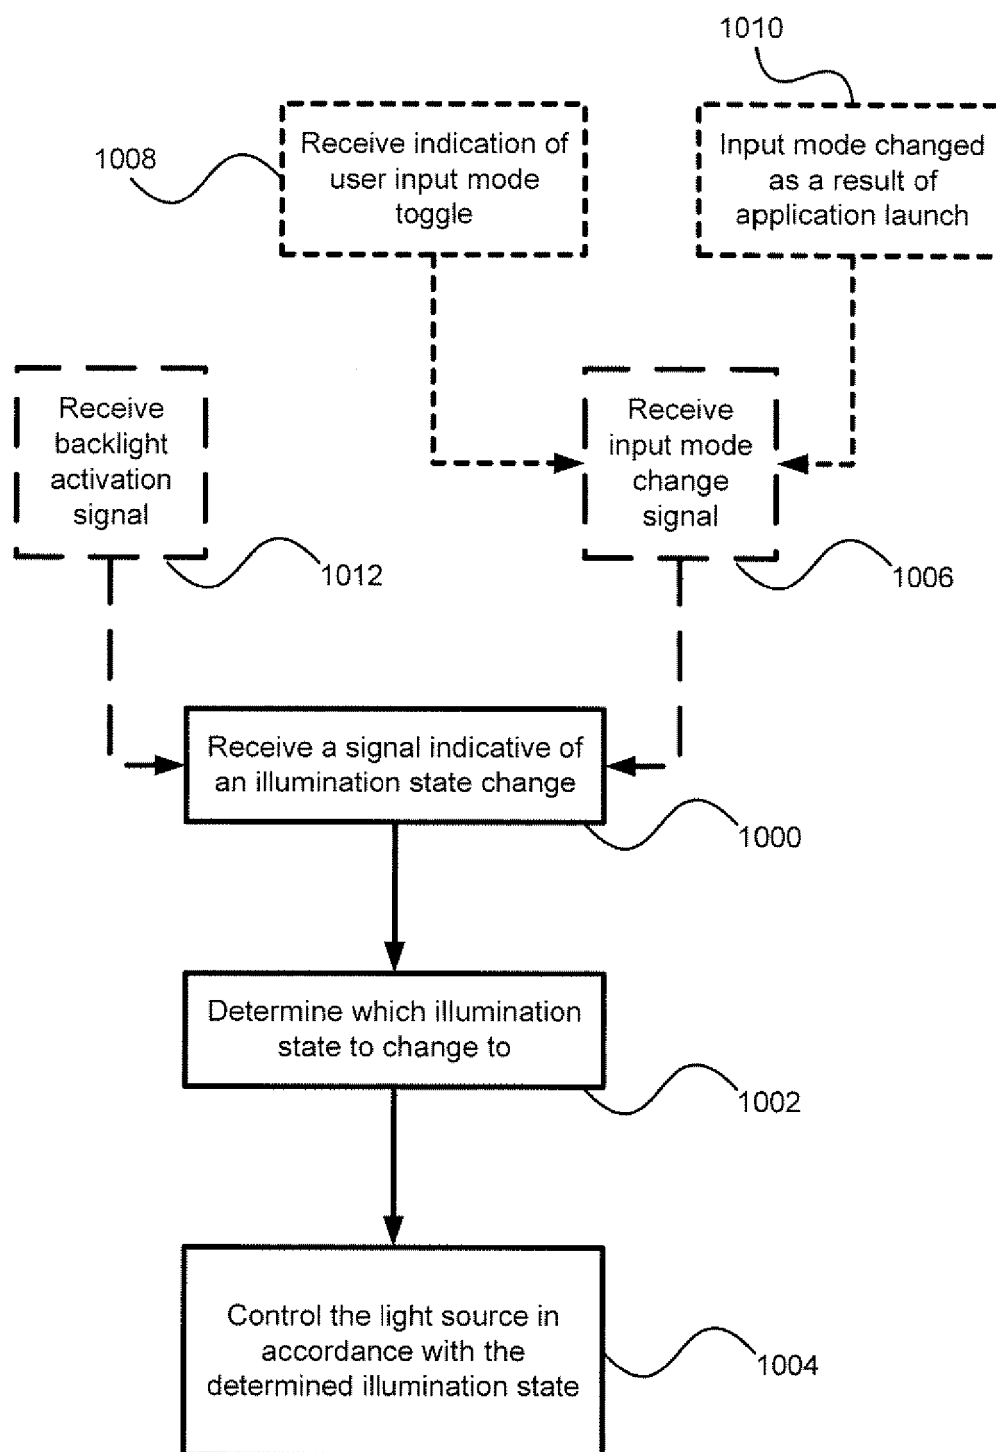 1010
1008
Receive indication of
user input mode
toggle
Input mode changed
as a result of
application launch
Receive
backlight
activation
signal
Receive
input mode
change
signal
1012
1006
Receive a signal indicative of
an illumination state change
1000
Determine which illumination
state to change to
1002
Control the light source in
accordance with the
determined illumination state
1004